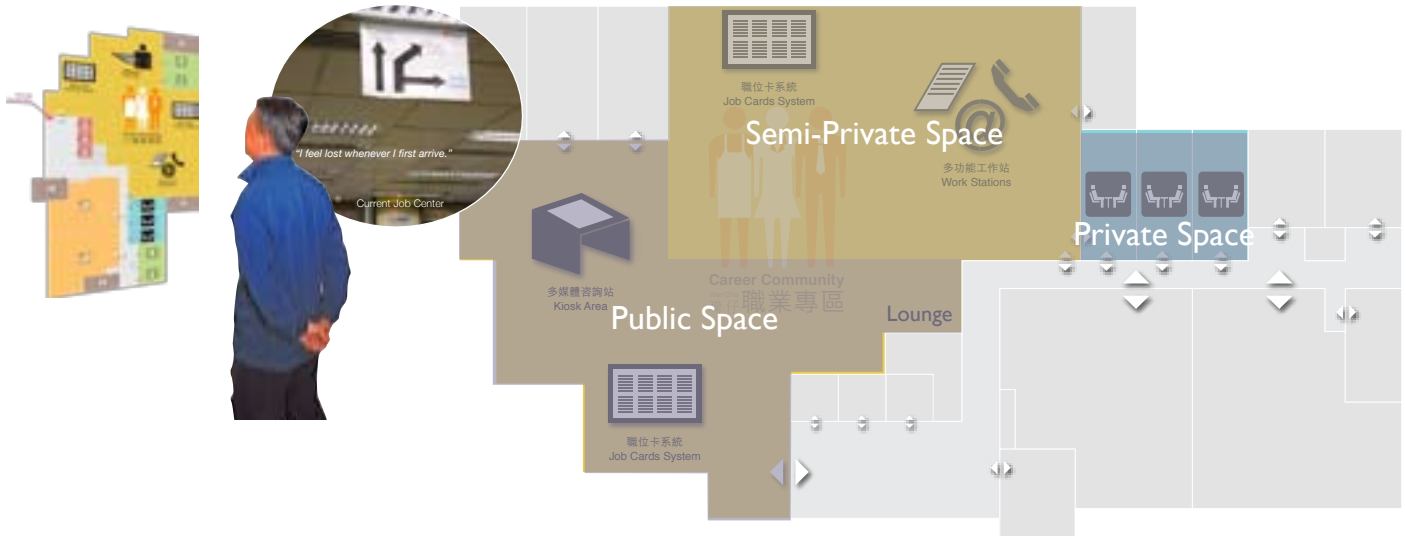 "I feel lost whenever I first arrive."
Current Job Center
職位卡系統
Job Cards System
Semi-Private Space
多功能工作站
Work Stations
Private Space
Career Community
職業專區
多媒體咨詢站
Kiosk Area
Public Space
Lounge
職位卡系統
Job Cards System